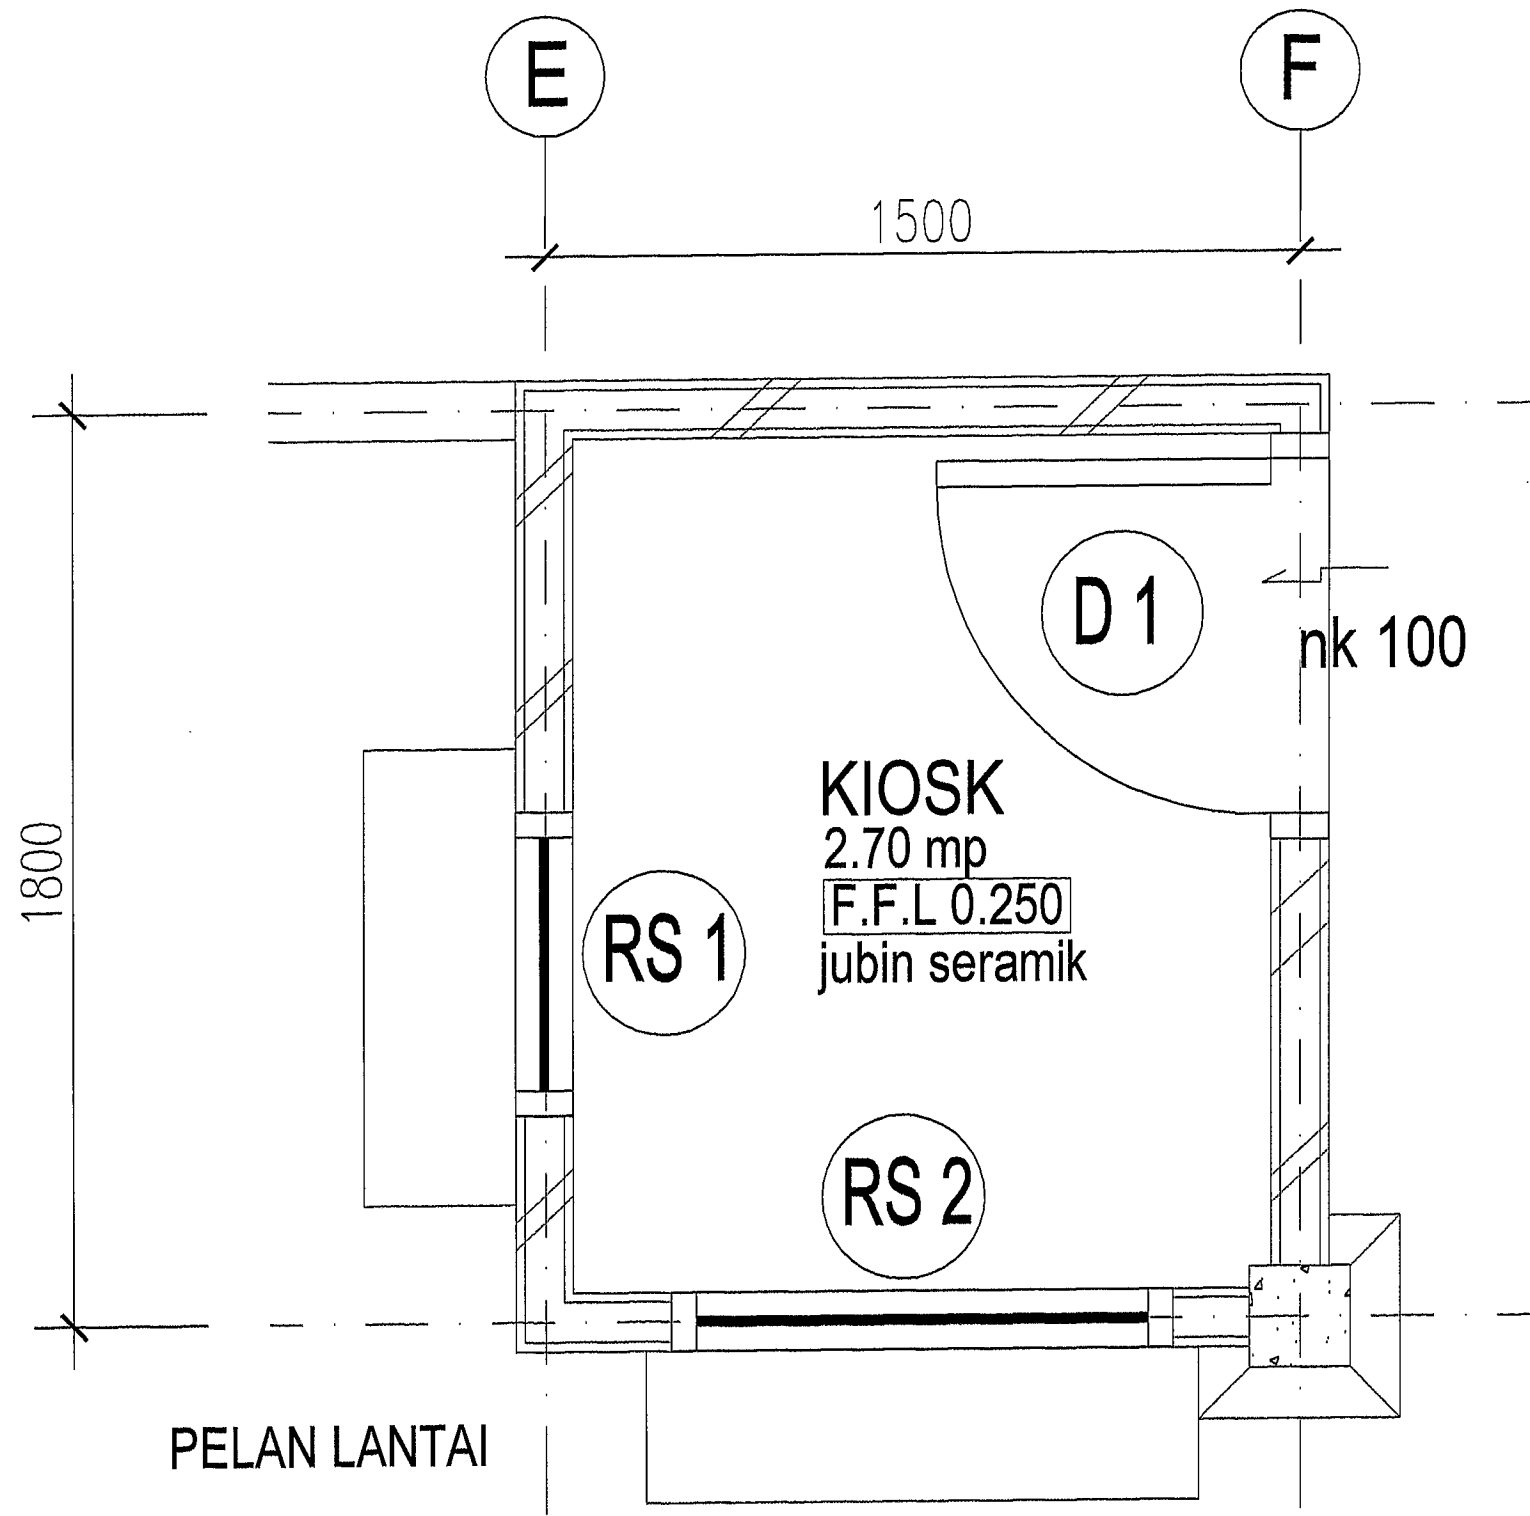 E
F
1500
1800
D 1
nk 100
KIOSK
2.70 mp
F.F.L 0.250
jubin seramik
RS 1
RS 2
PELAN LANTAI